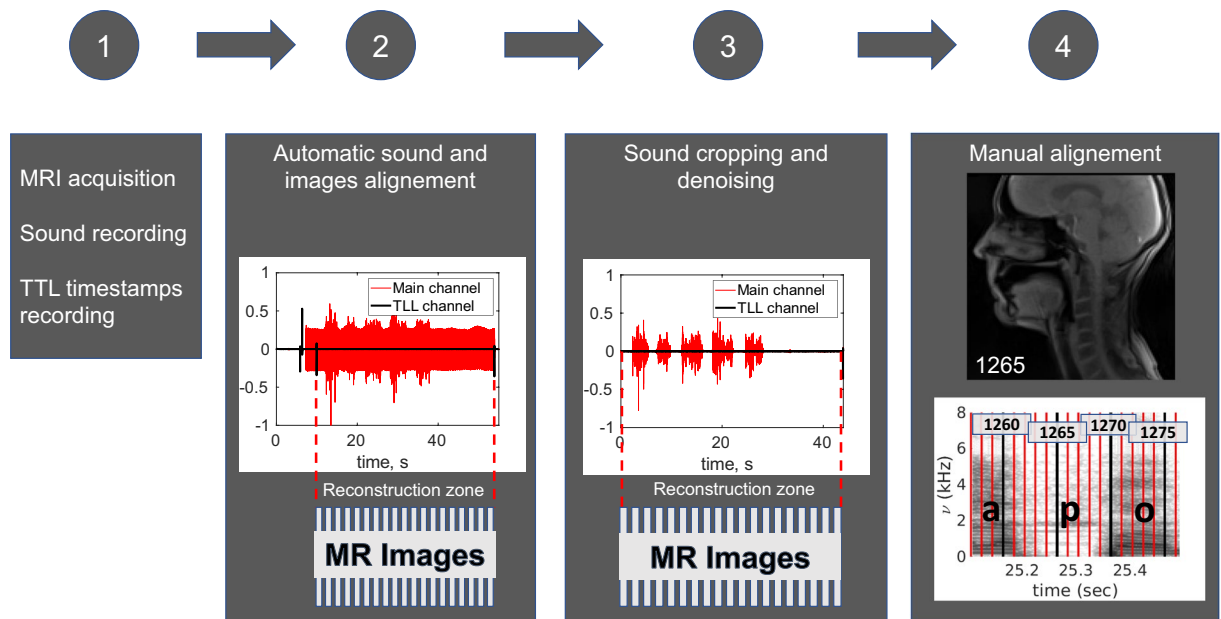 1
2
3
4
MRI acquisition
Sound recording
TTL timestamps
recording
Automatic sound and
images alignement
1
0.5
0
-0.5
-1
Main channel
TLL channel
0
20
40
time, s
Reconstruction zone
MR Images
Sound cropping and
denoising
1
0.5
0
-0.5
-1
Main channel
TLL channel
0
20
40
time, s
Reconstruction zone
MR Images
Manual alignement
1265
8
6
4
2
0
ν (kHz)
1260
1265
1270
1275
a
p
o
25.2
25.3
25.4
time (sec)